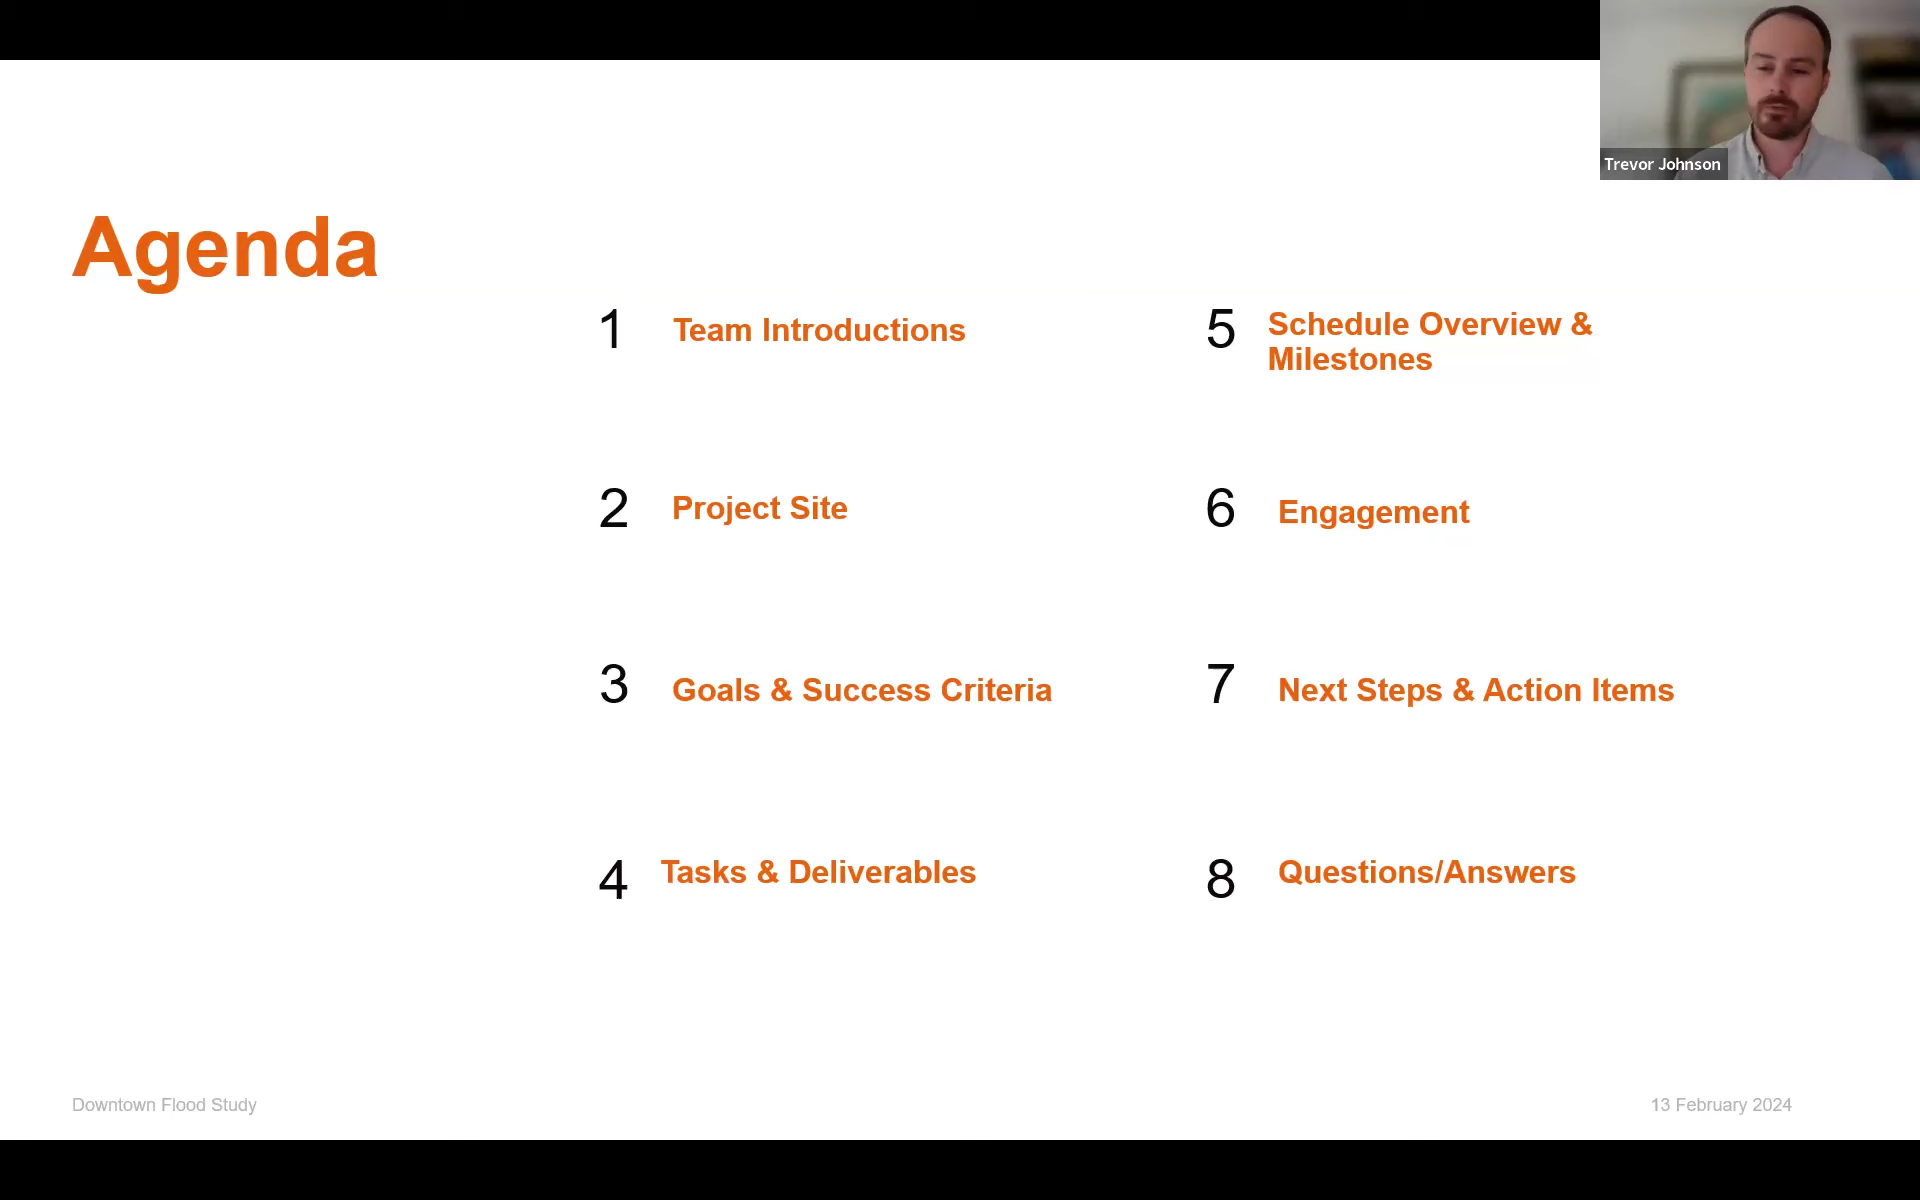 Trevor Johnson
Agenda
1 Team Introductions
2 Project Site
3 Goals & Success Criteria
4 Tasks & Deliverables
5 Schedule Overview &
Milestones
6 Engagement
7 Next Steps & Action Items
8 Questions/Answers
Downtown Flood Study
13 February 2024